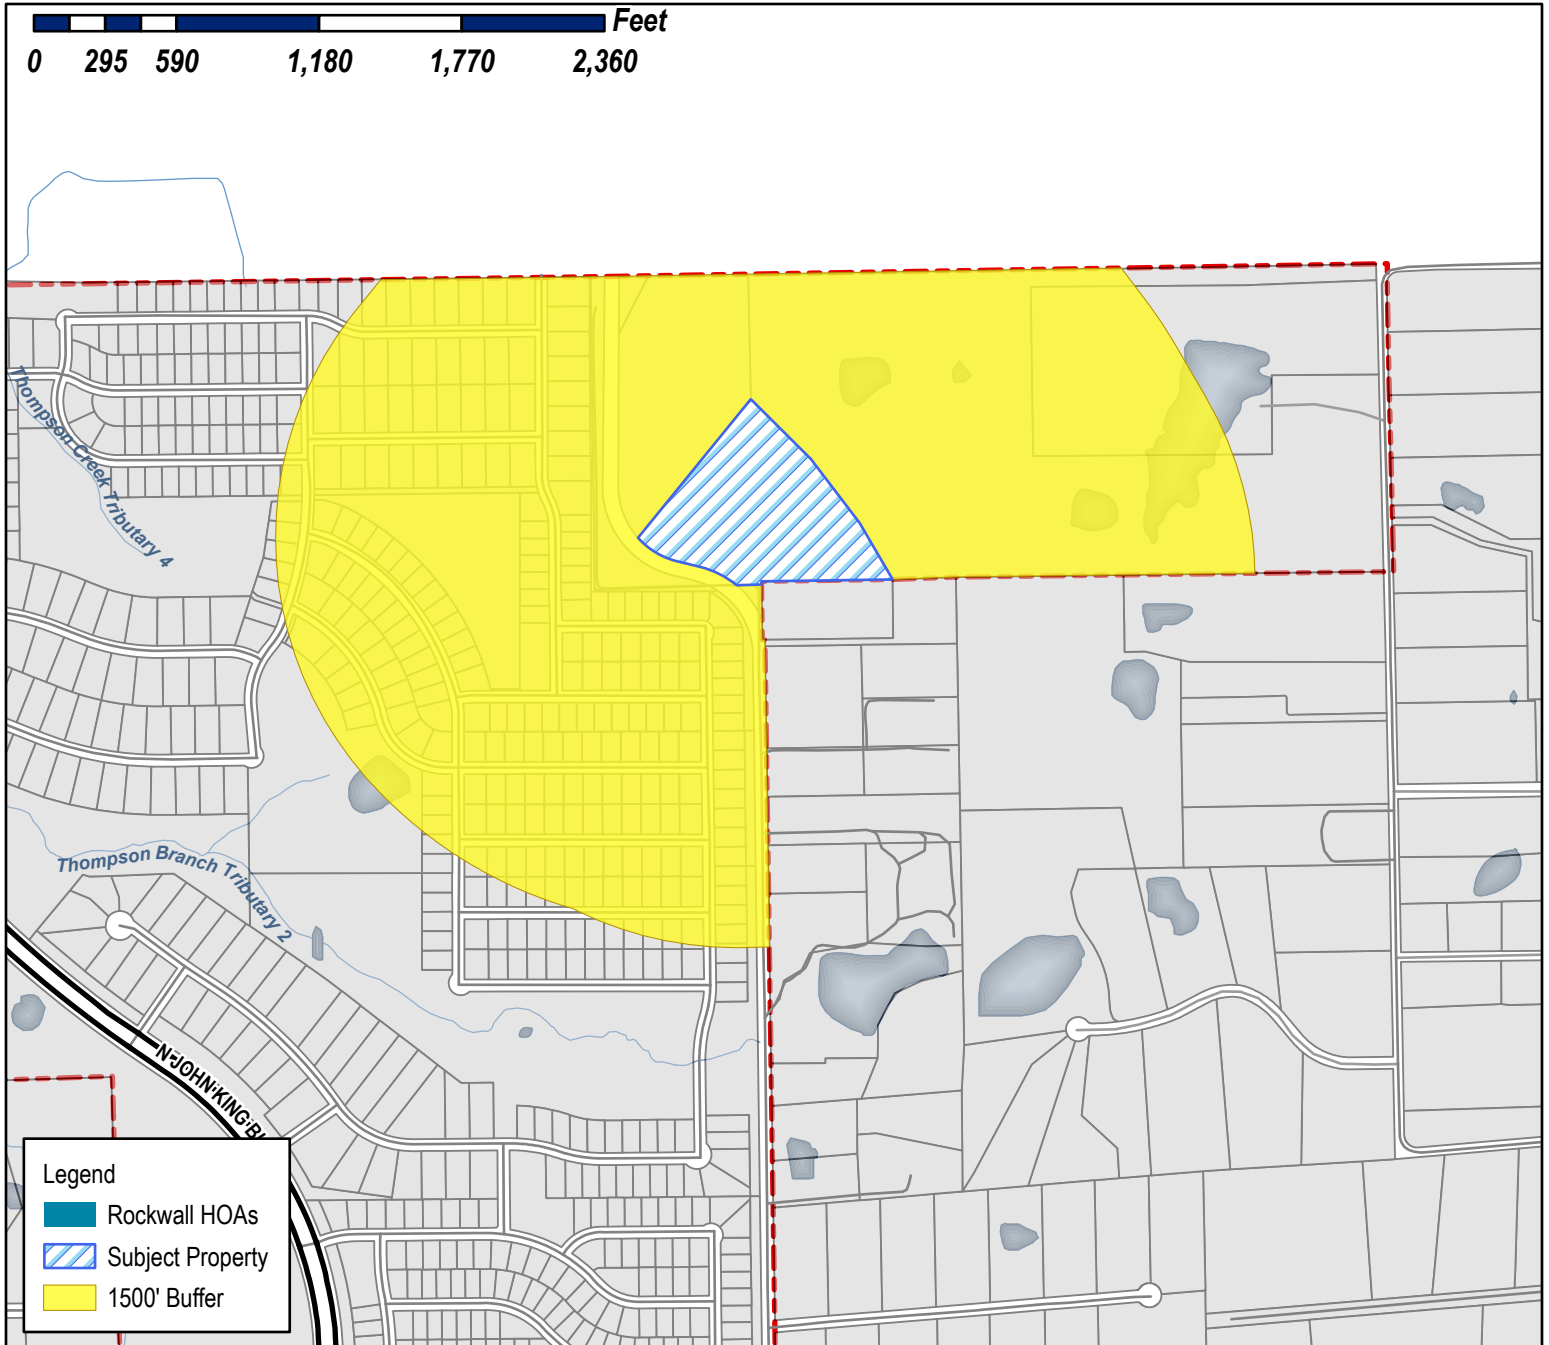 Feet
0 295 590 1,180 1,770 2,360
Thompson Creek Tributary 4
Thompson Branch Tributary 2
N JOHN KING
Legend
Rockwall HOAs
Subject Property
1500' Buffer